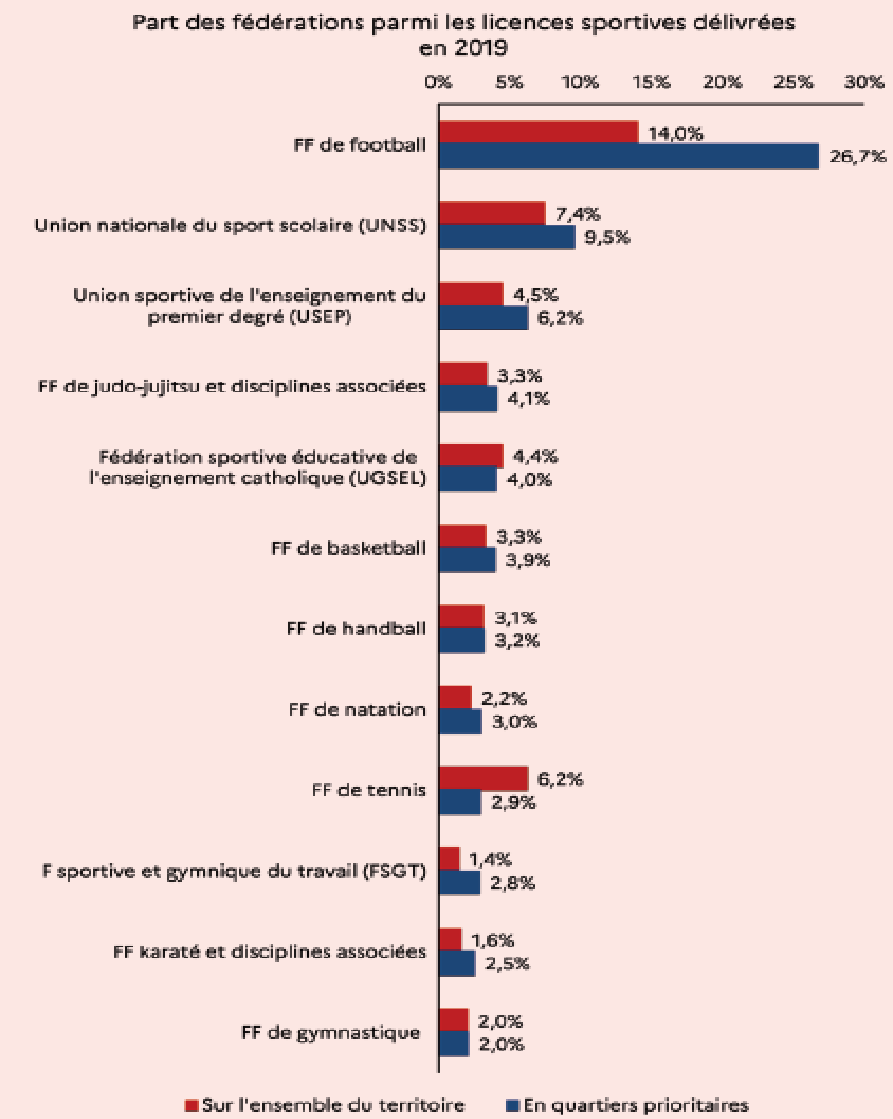 Part des fédérations parmi les licences sportives délivrées
en 2019
0% 5% 10% 15% 20% 25% 30%
FF de football
14,0%
26,7%
Union nationale du sport scolaire (UNSS)
7,4%
9,5%
Union sportive de l'enseignement du
premier degré (USEP)
4,5%
6,2%
FF de judo-jujitsu et disciplines associées
3,3%
4,1%
Fédération sportive éducative de
l'enseignement catholique (UGSEL)
4,4%
4,0%
FF de basketball
3,3%
3,9%
FF de handball
3,1%
3,2%
FF de natation
2,2%
3,0%
FF de tennis
6,2%
2,9%
F sportive et gymnique du travail (FSGT)
1,4%
2,8%
FF karaté et disciplines associées
1,6%
2,5%
FF de gymnastique
2,0%
2,0%
Sur l'ensemble du territoire En quartiers prioritaires